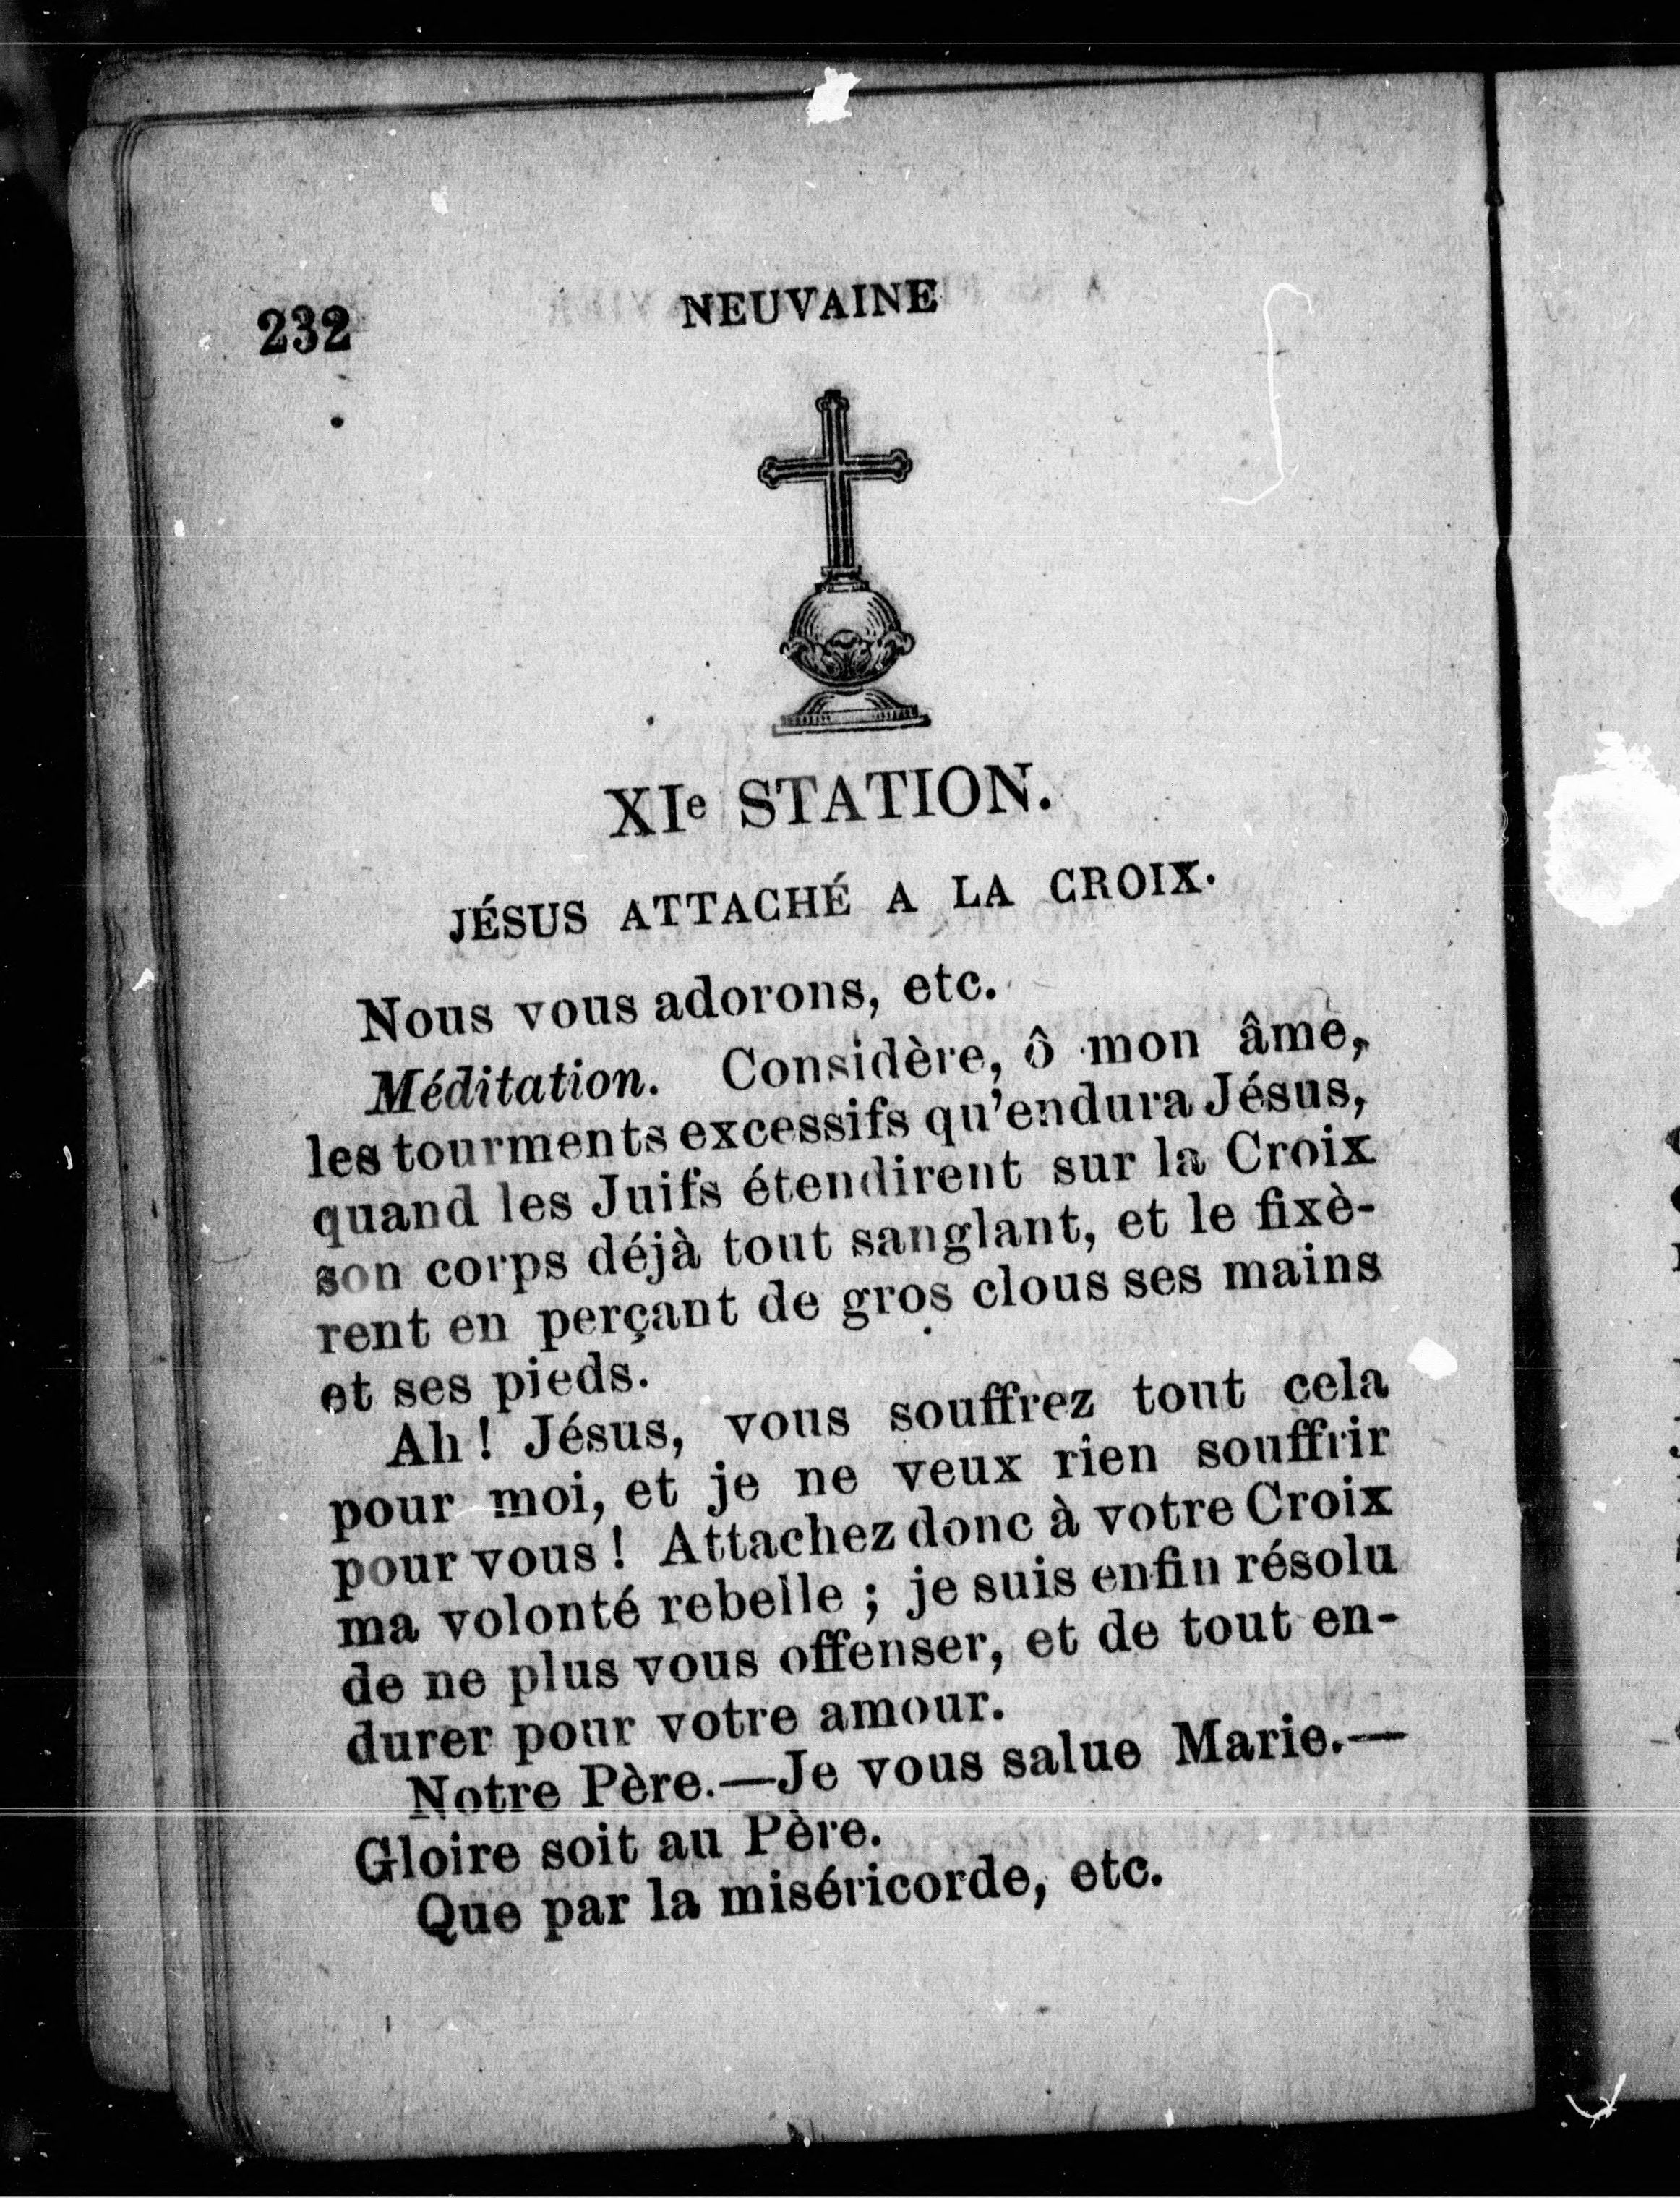 232
NEUVAINE
XIe STATION.
JÉSUS ATTACHÉ A LA CROIX.
Nous vous adorons, etc.
Méditation. Considère, ô mon âme,
les tourments excessifs qu'endura Jésus,
quand les Juifs étendirent sur la Croix
son corps déjà tout sanglant, et le fixè-
rent en perçant de gros clous ses mains
et ses pieds.
Ah! Jésus, vous souffrez tout cela
pour moi, et je ne veux rien souffrir
pour vous! Attachez donc à votre Croix
ma volonté rebelle ; je suis enfin résolu
de ne plus vous offenser, et de tout en-
durer pour votre amour.
Notre Père.—Je vous salue Marie.—
Gloire soit au Père.
Que par la miséricorde, etc.